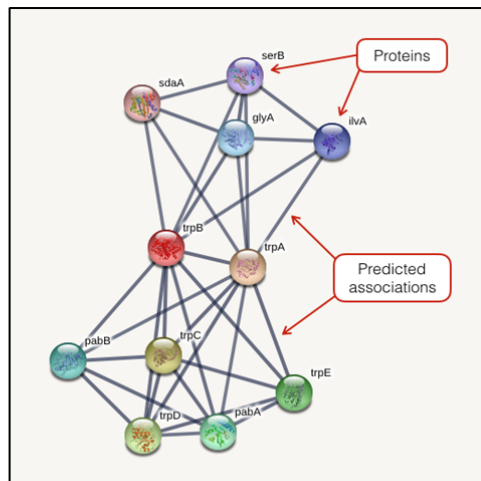 serB
Proteins
sdaA
glyA
ilvA
trpB
trpA
Predicted
associations
pabB
trpC
trpE
trpD
pabA